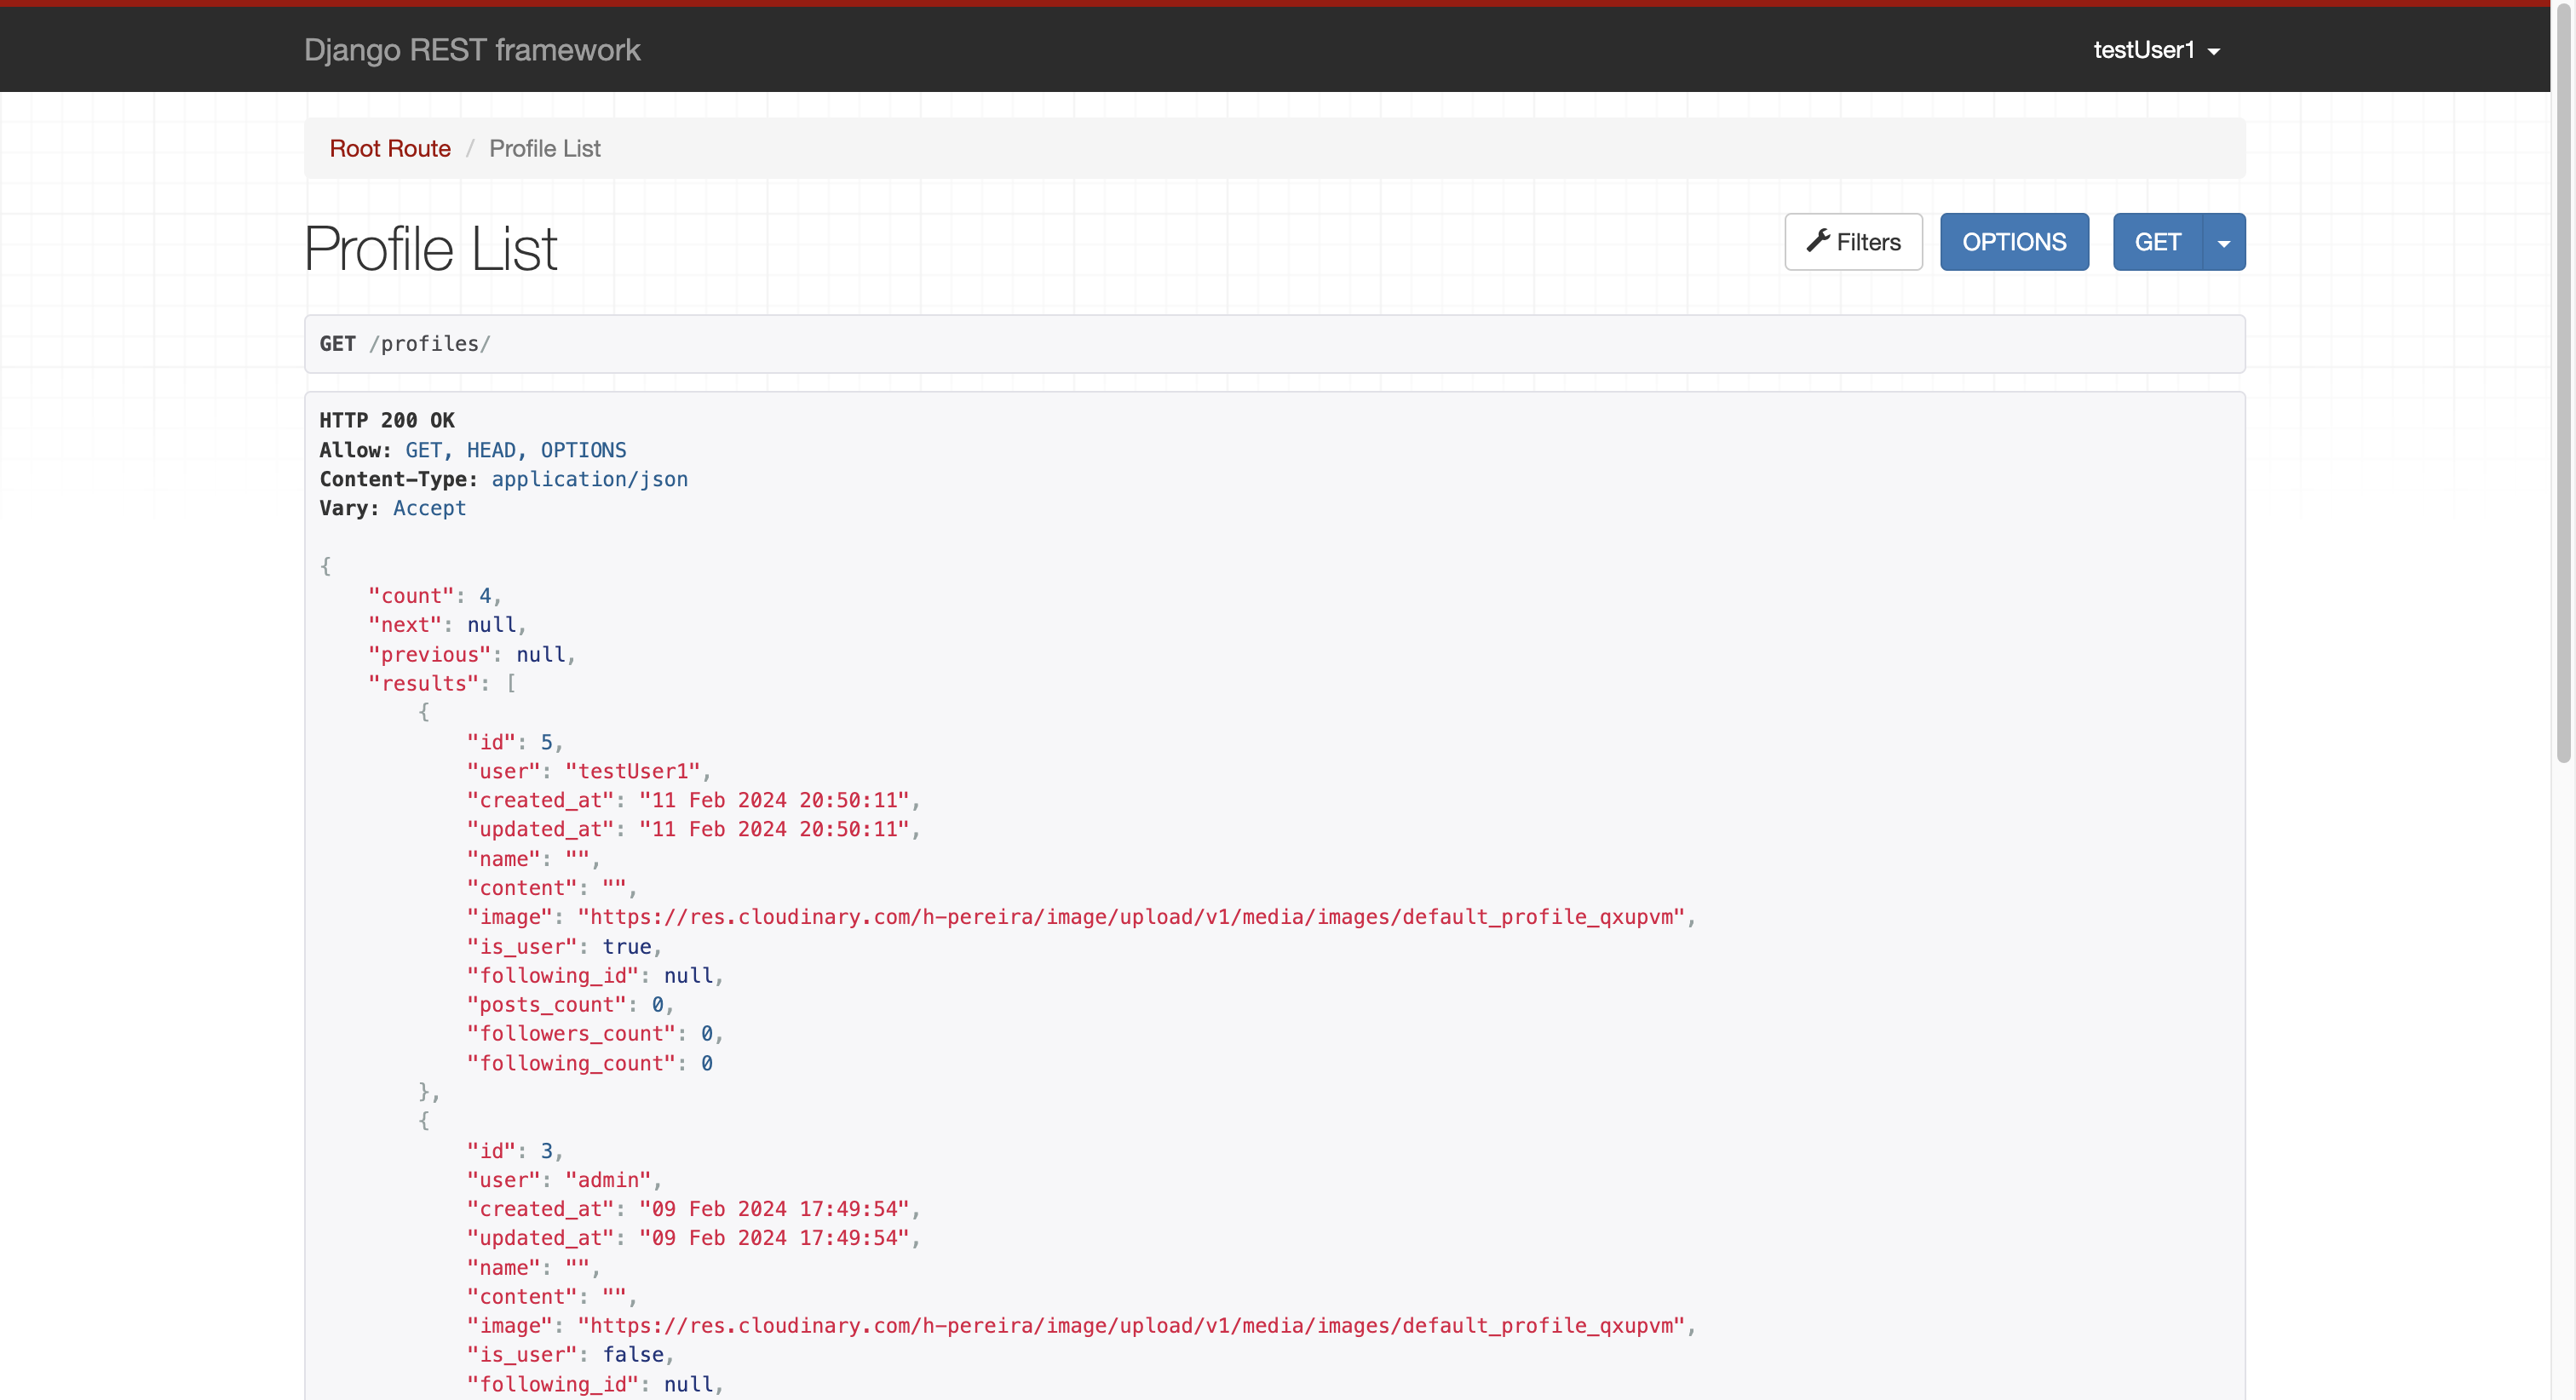 Django REST framework
testUser1
Root Route / Profile List
Profile List
Filters
OPTIONS
GET
GET /profiles/
HTTP 200 OK
Allow: GET, HEAD, OPTIONS
Content-Type: application/json
Vary: Accept
{
    "count": 4,
    "next": null,
    "previous": null,
    "results": [
        {
            "id": 5,
            "user": "testUser1",
            "created_at": "11 Feb 2024 20:50:11",
            "updated_at": "11 Feb 2024 20:50:11",
            "name": "",
            "content": "",
            "image": "https://res.cloudinary.com/h-pereira/image/upload/v1/media/images/default_profile_qxupvm",
            "is_user": true,
            "following_id": null,
            "posts_count": 0,
            "followers_count": 0,
            "following_count": 0
        },
        {
            "id": 3,
            "user": "admin",
            "created_at": "09 Feb 2024 17:49:54",
            "updated_at": "09 Feb 2024 17:49:54",
            "name": "",
            "content": "",
            "image": "https://res.cloudinary.com/h-pereira/image/upload/v1/media/images/default_profile_qxupvm",
            "is_user": false,
            "following_id": null,